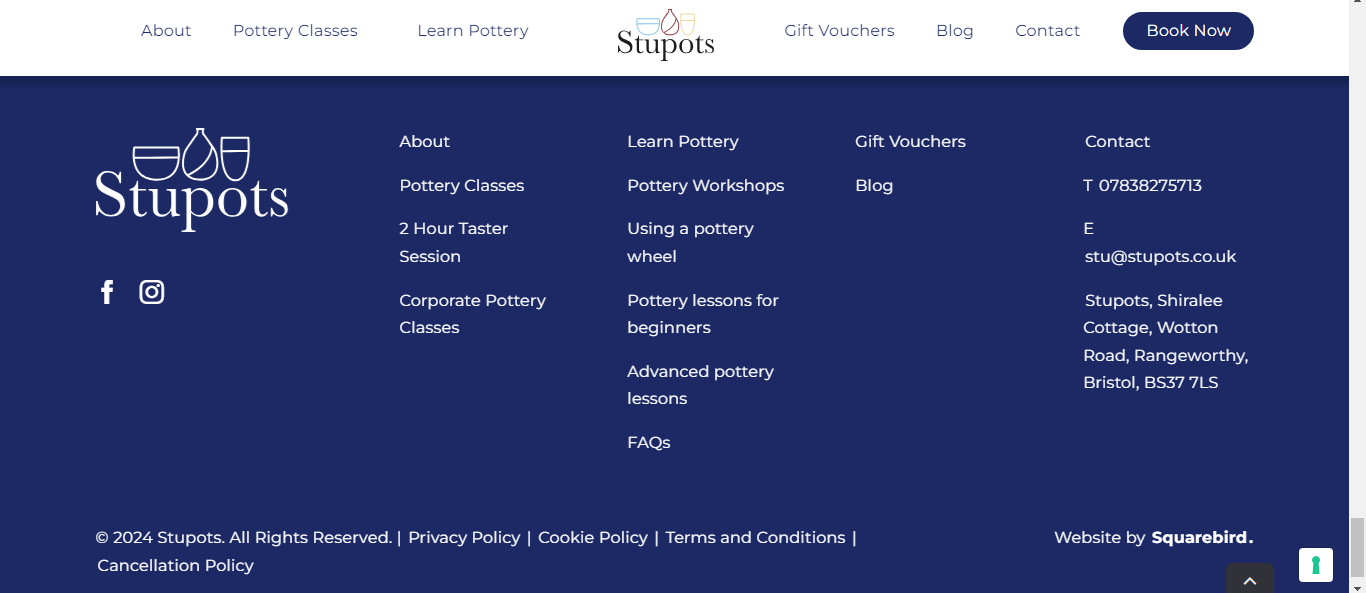 About Pottery Classes Learn Pottery Stupots Gift Vouchers Blog Contact Book Now
Stupots
About
Pottery Classes
2 Hour Taster
Session
Corporate Pottery
Classes
Learn Pottery
Pottery Workshops
Using a pottery
wheel
Pottery lessons for
beginners
Advanced pottery
lessons
FAQs
Gift Vouchers
Blog
Contact
T 07838275713
E
stu@stupots.co.uk
Stupots, Shiralee
Cottage, Wotton
Road, Rangeworthy,
Bristol, BS37 7LS
© 2024 Stupots. All Rights Reserved. | Privacy Policy | Cookie Policy | Terms and Conditions |
Cancellation Policy
Website by Squarebird.